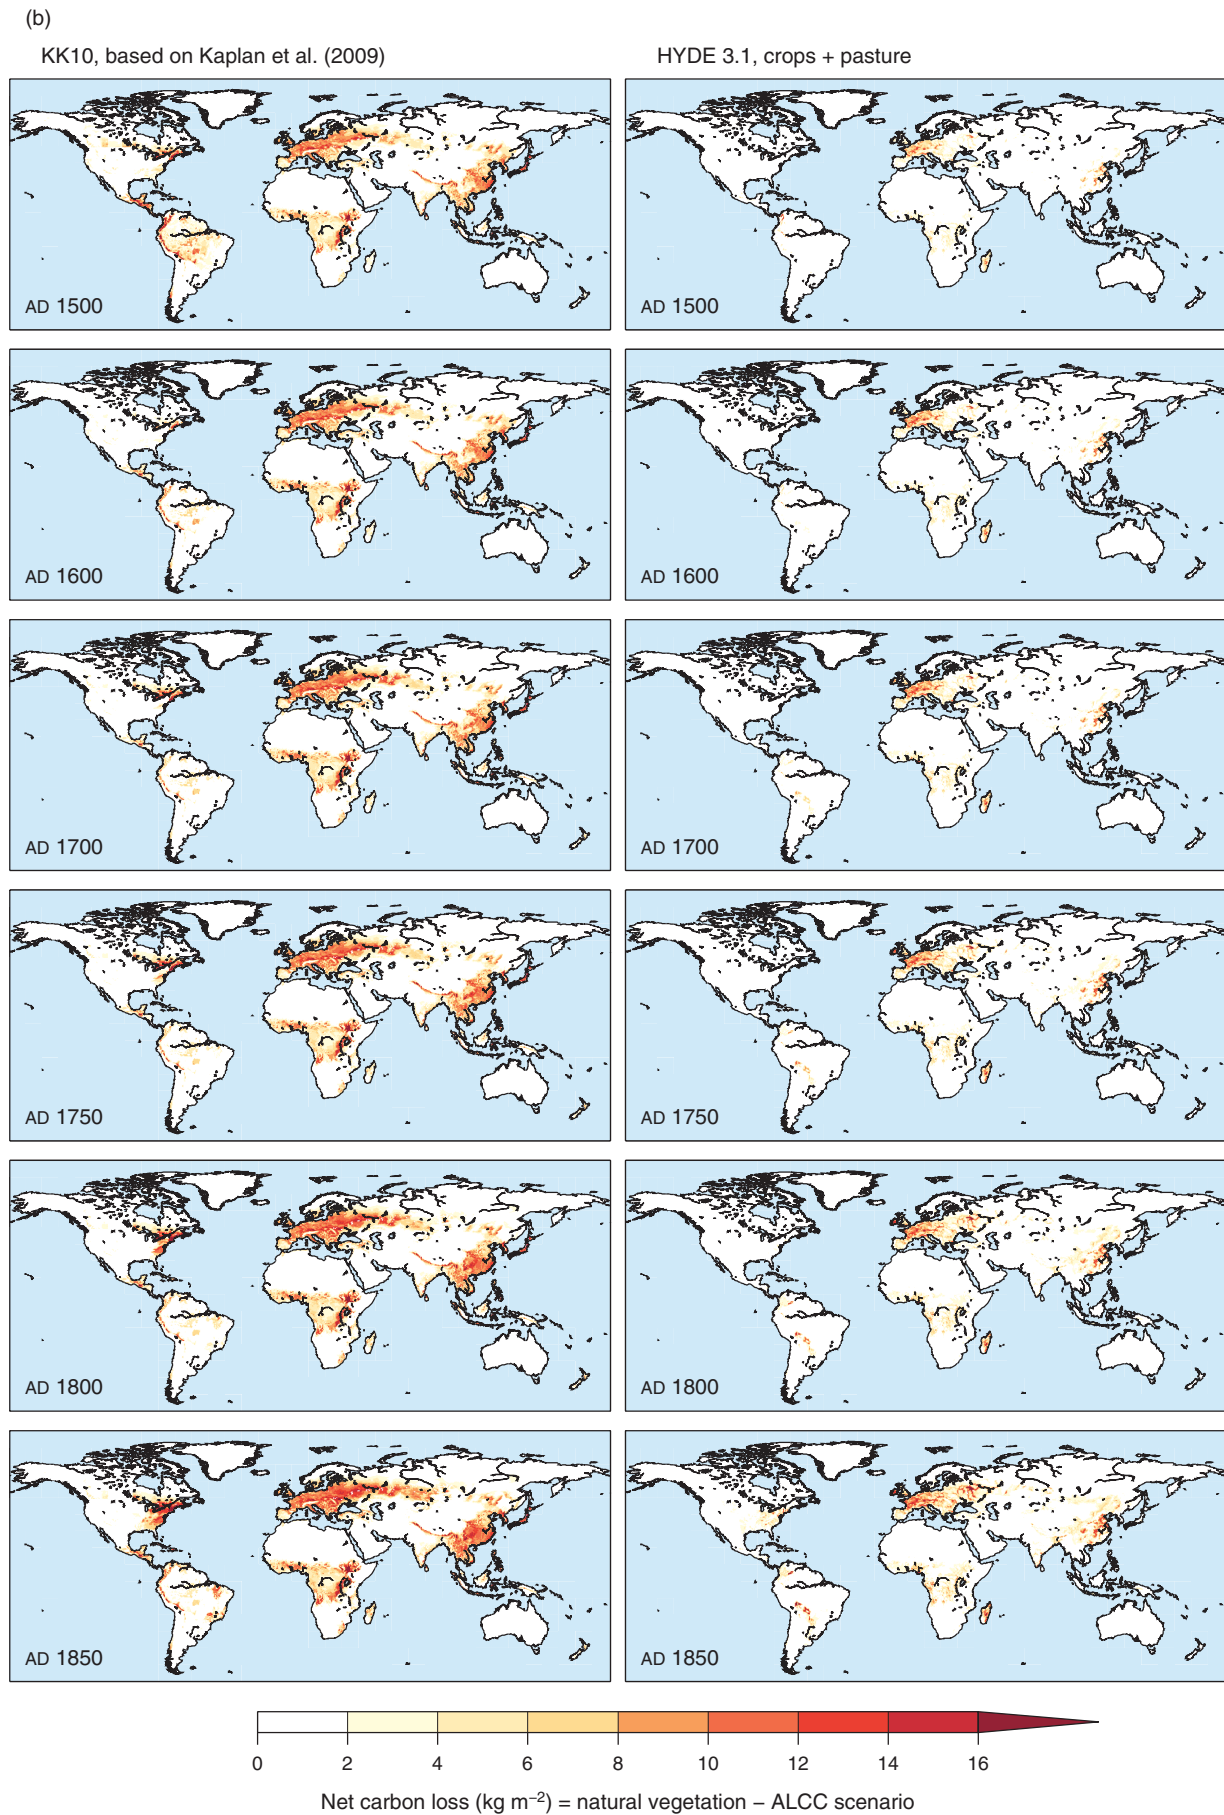 (b)
KK10, based on Kaplan et al. (2009)
HYDE 3.1, crops + pasture
AD 1500
AD 1500
AD 1600
AD 1600
AD 1700
AD 1700
AD 1750
AD 1750
AD 1800
AD 1800
AD 1850
AD 1850
0 2 4 6 8 10 12 14 16
Net carbon loss (kg m⁻²) = natural vegetation – ALCC scenario